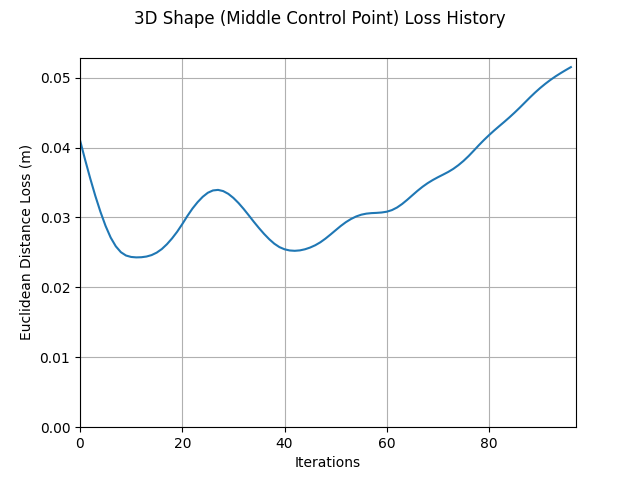 3D Shape (Middle Control Point) Loss History
Euclidean Distance Loss (m)
0.05
0.04
0.03
0.02
0.01
0.00
0 20 40 60 80
Iterations